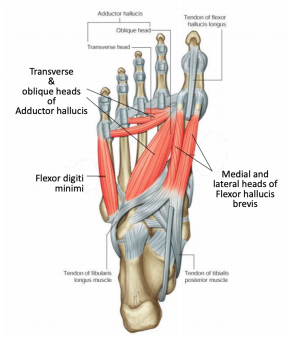 Adductor hallucis
Oblique head
Transverse head
Tendon of flexor
hallucis longus
Transverse
&
oblique heads
of
Adductor hallucis
Flexor digiti
minimi
Medial and
lateral heads of
Flexor hallucis
brevis
Tendon of fibularis
longus muscle
Tendon of tibialis
posterior muscle